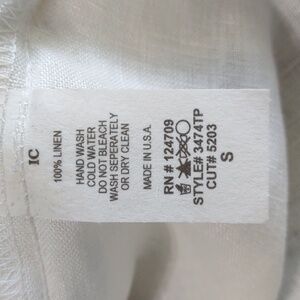 IC
100% LINEN
HAND WASH
COLD WATER
DO NOT BLEACH
WASH SEPERATELY
OR DRY CLEAN
MADE IN U.S.A.
RN # 124709
STYLE# 3474TP
CUT# 5203
S